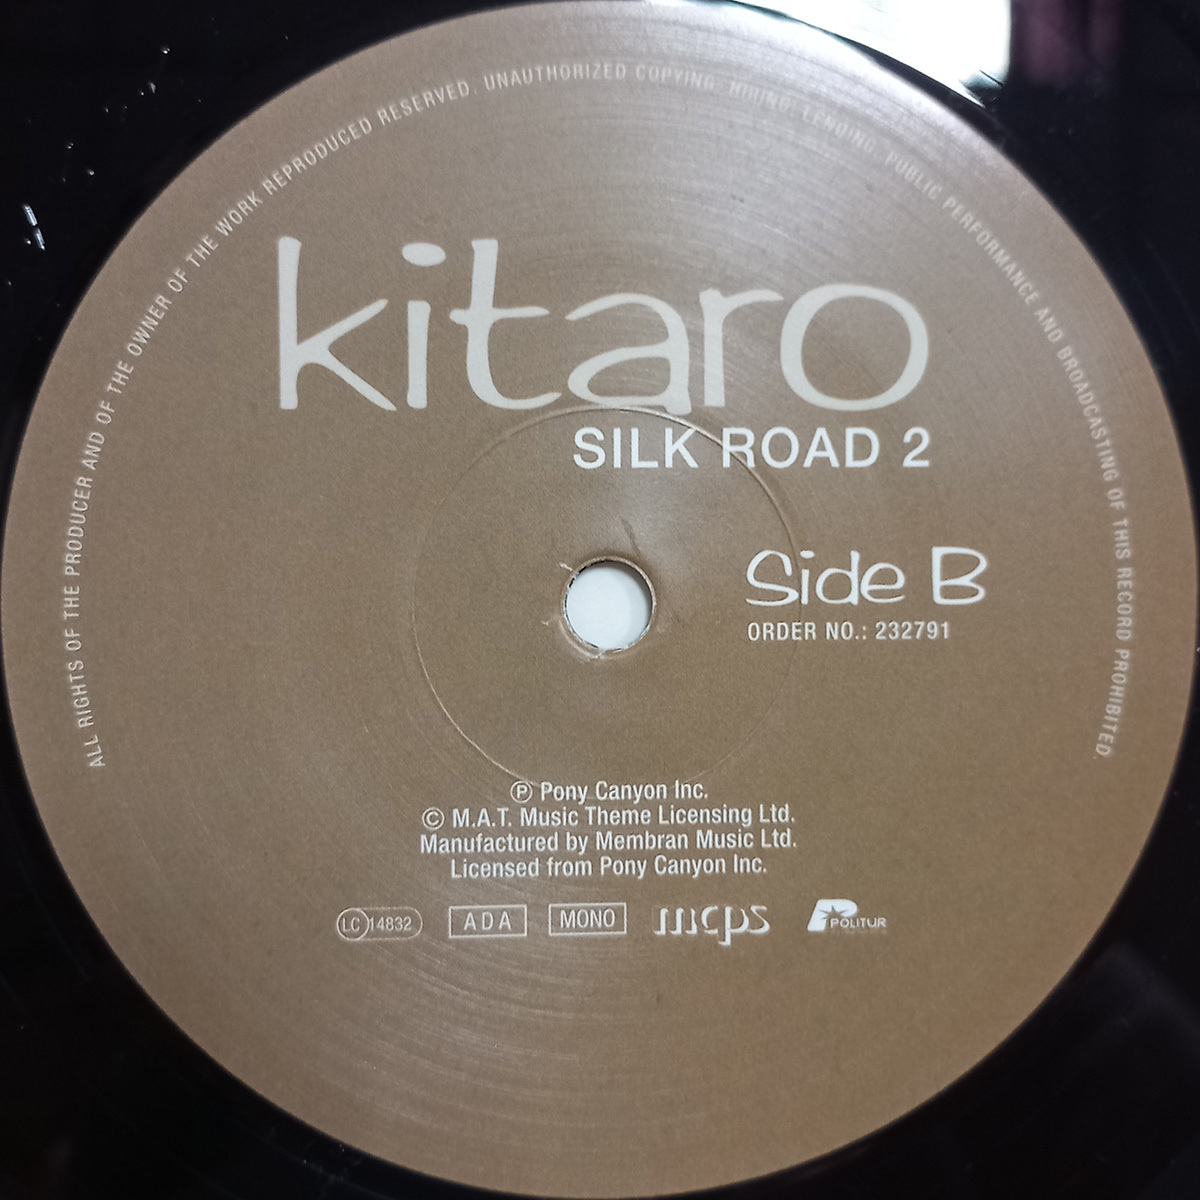 ALL RIGHTS OF THE PRODUCER AND OF THE OWNER OF THE WORK REPRODUCED RESERVED. UNAUTHORIZED COPYING. HIRING. LENDING. PUBLIC PERFORMANCE AND BROADCASTING OF THIS RECORD PROHIBITED.
kitaro
SILK ROAD 2
Side B
ORDER NO.: 232791
Ⓟ Pony Canyon Inc.
© M.A.T. Music Theme Licensing Ltd.
Manufactured by Membran Music Ltd.
Licensed from Pony Canyon Inc.
LC 14832 ADA MONO mcps POLITUR